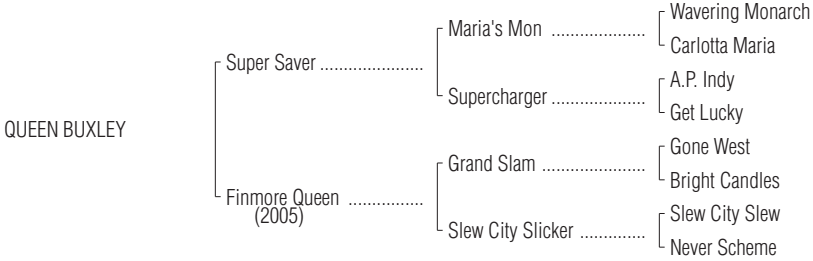 Wavering Monarch
Maria's Mon ....................
Carlotta Maria
Super Saver ......................
A.P. Indy
Supercharger ....................
Get Lucky
QUEEN BUXLEY
Gone West
Grand Slam ......................
Bright Candles
Finmore Queen ................
(2005)
Slew City Slew
Slew City Slicker ..............
Never Scheme